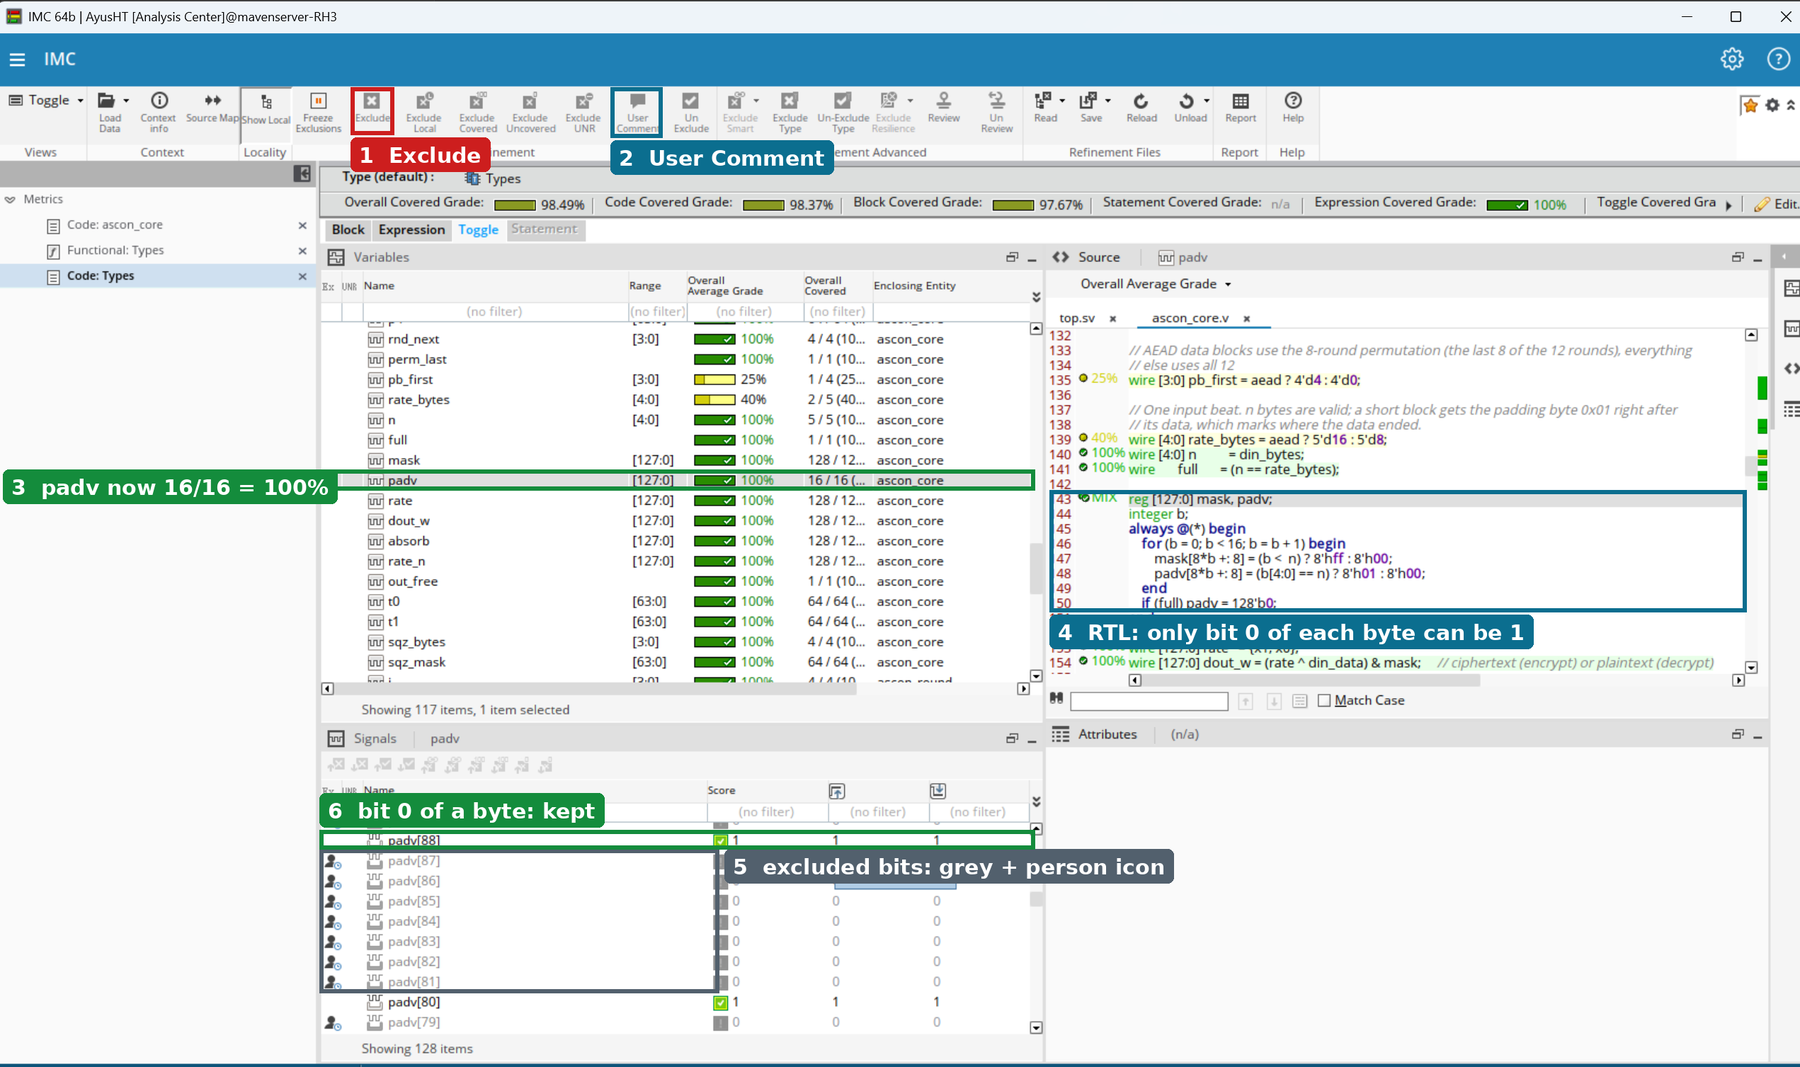 IMC 64b | AyusHT [Analysis Center]@mavenserver-RH3
IMC
Toggle
Load Data
Context info
Source Map
Show Local
Freeze Exclusions
Exclude
Exclude Local
Exclude Covered
Exclude Uncovered
Exclude UNR
User Comment
Un Exclude
Exclude Smart
Exclude Type
Un-Exclude Type
Exclude Resilience
Review
Un Review
Read
Save
Reload
Unload
Report
Help
Views
Context
Locality
1 Exclude
2 User Comment
Refinement Files
Report
Help
Type (default) :
Types
Metrics
Code: ascon_core
Functional: Types
Code: Types
Overall Covered Grade: 98.49%
Code Covered Grade: 98.37%
Block Covered Grade: 97.67%
Statement Covered Grade: n/a
Expression Covered Grade: 100%
Toggle Covered Gra
Edit.
Block Expression Toggle Statement
Variables
Ex UNR Name Range Overall Average Grade Overall Covered Enclosing Entity
(no filter) (no filter) (no filter) (no filter)
rnd_next [3:0] 100% 4 / 4 (10... ascon_core
perm_last 100% 1 / 1 (10... ascon_core
pb_first [3:0] 25% 1 / 4 (25... ascon_core
rate_bytes [4:0] 40% 2 / 5 (40... ascon_core
n [4:0] 100% 5 / 5 (10... ascon_core
full 100% 1 / 1 (10... ascon_core
mask [127:0] 100% 128 / 12... ascon_core
3 padv now 16/16 = 100%
padv [127:0] 100% 16 / 16 (... ascon_core
rate [127:0] 100% 128 / 12... ascon_core
dout_w [127:0] 100% 128 / 12... ascon_core
absorb [127:0] 100% 128 / 12... ascon_core
rate_n [127:0] 100% 128 / 12... ascon_core
out_free 100% 1 / 1 (10... ascon_core
t0 [63:0] 100% 64 / 64 (... ascon_core
t1 [63:0] 100% 64 / 64 (... ascon_core
sqz_bytes [3:0] 100% 4 / 4 (10... ascon_core
sqz_mask [63:0] 100% 64 / 64 (... ascon_core
Showing 117 items, 1 item selected
Source
padv
Overall Average Grade
top.sv
ascon_core.v
132
133 // AEAD data blocks use the 8-round permutation (the last 8 of the 12 rounds), everything
134 // else uses all 12
135 25% wire [3:0] pb_first = aead ? 4'd4 : 4'd0;
136
137 // One input beat. n bytes are valid; a short block gets the padding byte 0x01 right after
138 // its data, which marks where the data ended.
139 40% wire [4:0] rate_bytes = aead ? 5'd16 : 5'd8;
140 100% wire [4:0] n = din_bytes;
141 100% wire full = (n == rate_bytes);
142
43 MIX reg [127:0] mask, padv;
44 integer b;
45 always @(*) begin
46 for (b = 0; b < 16; b = b + 1) begin
47 mask[8*b +: 8] = (b < n) ? 8'hff : 8'h00;
48 padv[8*b +: 8] = (b[4:0] == n) ? 8'h01 : 8'h00;
49 end
50 if (full) padv = 128'b0;
4 RTL: only bit 0 of each byte can be 1
154 100% wire [127:0] dout_w = (rate ^ din_data) & mask; // ciphertext (encrypt) or plaintext (decrypt)
Match Case
Signals
padv
Name
Score
(no filter) (no filter) (no filter)
6 bit 0 of a byte: kept
padv[88] 1 1 1
padv[87]
5 excluded bits: grey + person icon
padv[86]
padv[85] 0 0 0
padv[84] 0 0 0
padv[83] 0 0 0
padv[82] 0 0 0
padv[81] 0 0 0
padv[80] 1 1 1
padv[79] 0 0 0
Showing 128 items
Attributes
(n/a)